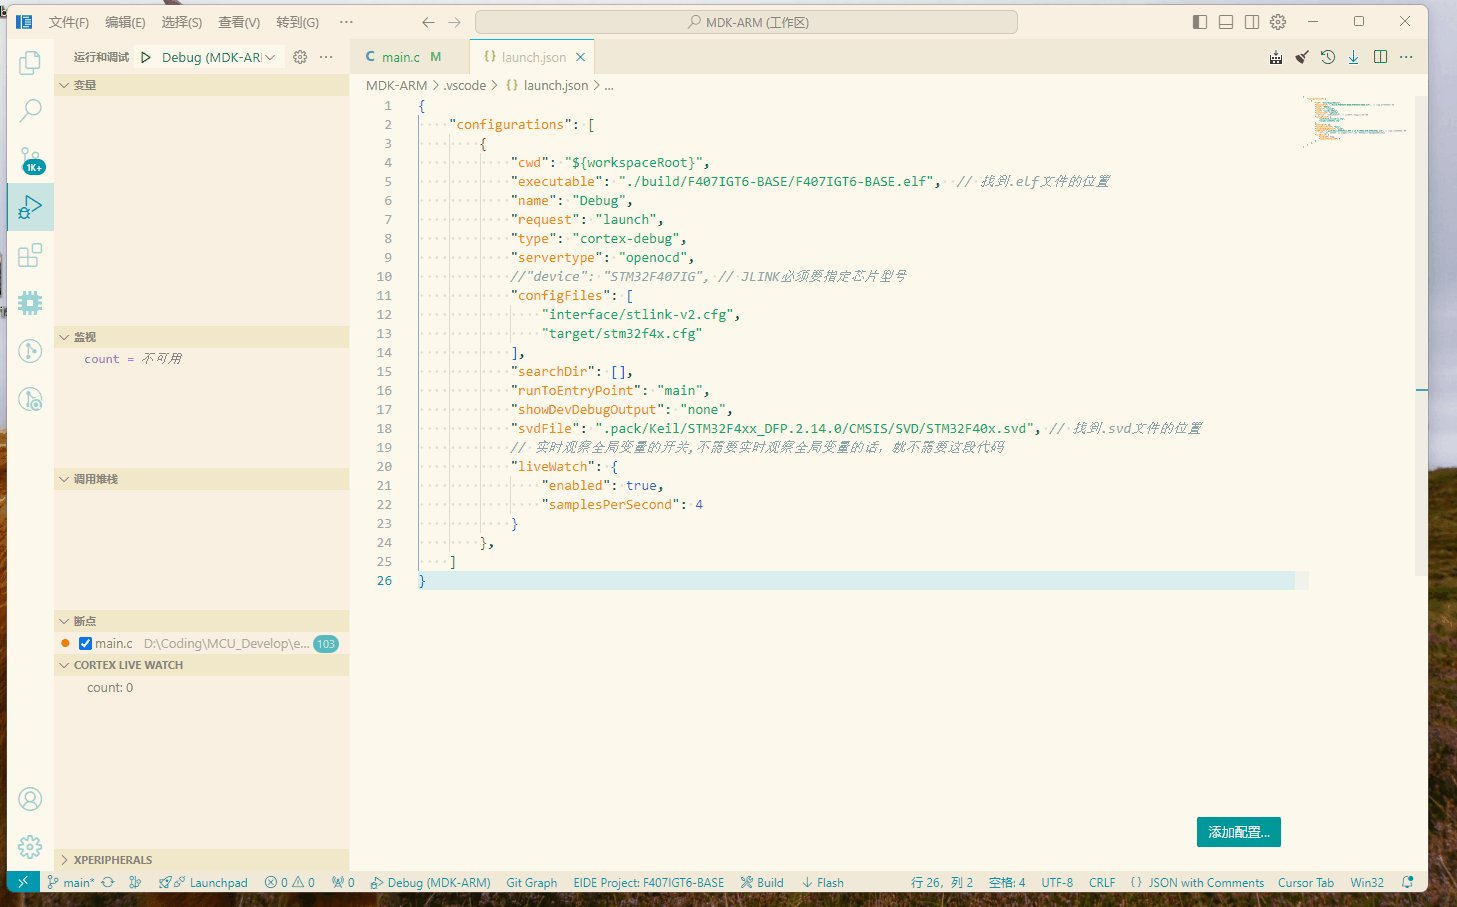 文件(F) 编辑(E) 选择(S) 查看(V) 转到(G) ···
MDK-ARM (工作区)
运行和调试 Debug (MDK-ARI
main.c M
launch.json
变量
MDK-ARM > .vscode > {} launch.json > ...
1 {
2 "configurations": [
3 {
4 "cwd": "${workspaceRoot}",
5 "executable": "./build/F407IGT6-BASE/F407IGT6-BASE.elf", // 找到.elf文件的位置
6 "name": "Debug",
7 "request": "launch",
8 "type": "cortex-debug",
9 "servertype": "openocd",
10 //"device": "STM32F407IG", // JLINK必须要指定芯片型号
11 "configFiles": [
12 "interface/stlink-v2.cfg",
13 "target/stm32f4x.cfg"
14 ],
15 "searchDir": [],
16 "runToEntryPoint": "main",
17 "showDevDebugOutput": "none",
18 "svdFile": ".pack/Keil/STM32F4xx_DFP.2.14.0/CMSIS/SVD/STM32F40x.svd", // 找到.svd文件的位置
19 // 实时观察全局变量的开关,不需要实时观察全局变量的话，就不需要这段代码
20 "liveWatch": {
21 "enabled": true,
22 "samplesPerSecond": 4
23 }
24 },
25 ]
26 }
1K+
监视
count = 不可用
调用堆栈
断点
main.c D:\Coding\MCU_Develop\e... 103
CORTEX LIVE WATCH
count: 0
XPERIPHERALS
添加配置...
main* Launchpad 0 0 0 Debug (MDK-ARM) Git Graph EIDE Project: F407IGT6-BASE Build Flash 行 26，列 2 空格: 4 UTF-8 CRLF {} JSON with Comments Cursor Tab Win32